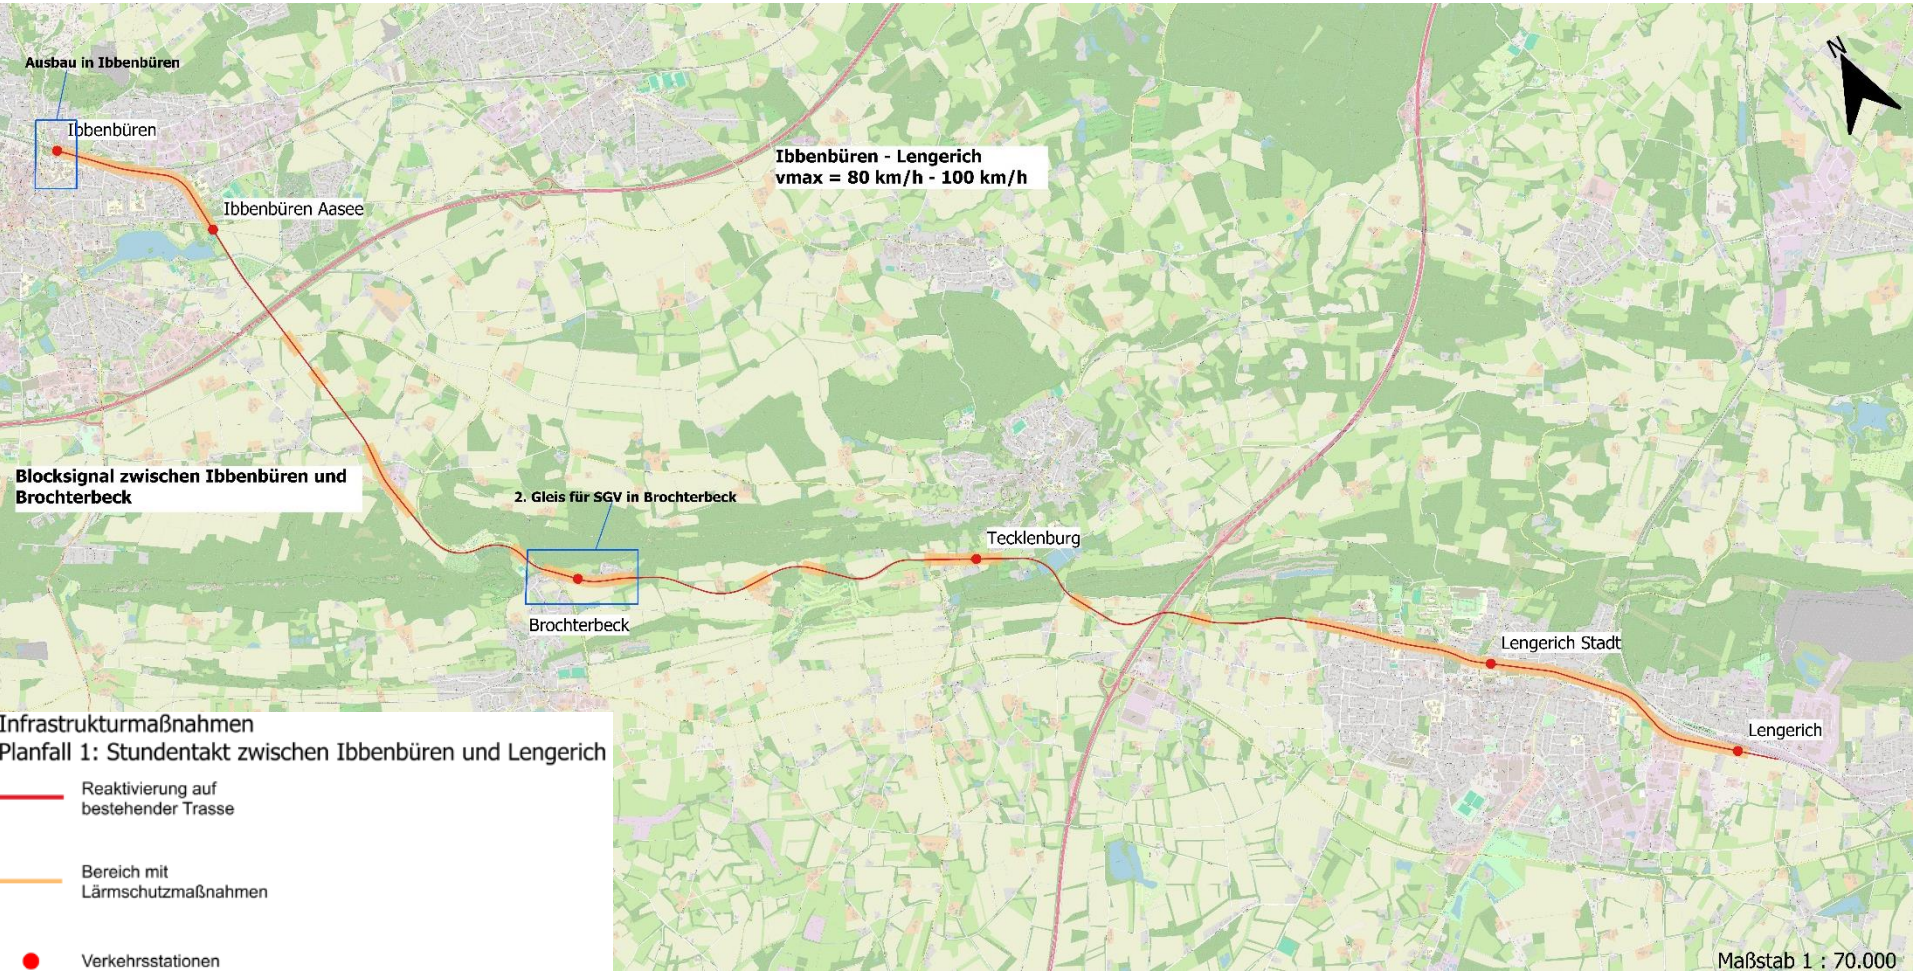 Ausbau in Ibbenbüren
N
Ibbenbüren
Ibbenbüren - Lengerich
vmax = 80 km/h - 100 km/h
Ibbenbüren Aasee
Blocksignal zwischen Ibbenbüren und
Brochterbeck
2. Gleis für SGV in Brochterbeck
Tecklenburg
Brochterbeck
Lengerich Stadt
Lengerich
Infrastrukturmaßnahmen
Planfall 1: Stundentakt zwischen Ibbenbüren und Lengerich
Reaktivierung auf
bestehender Trasse
Bereich mit
Lärmschutzmaßnahmen
Verkehrsstationen
Maßstab 1 : 70.000